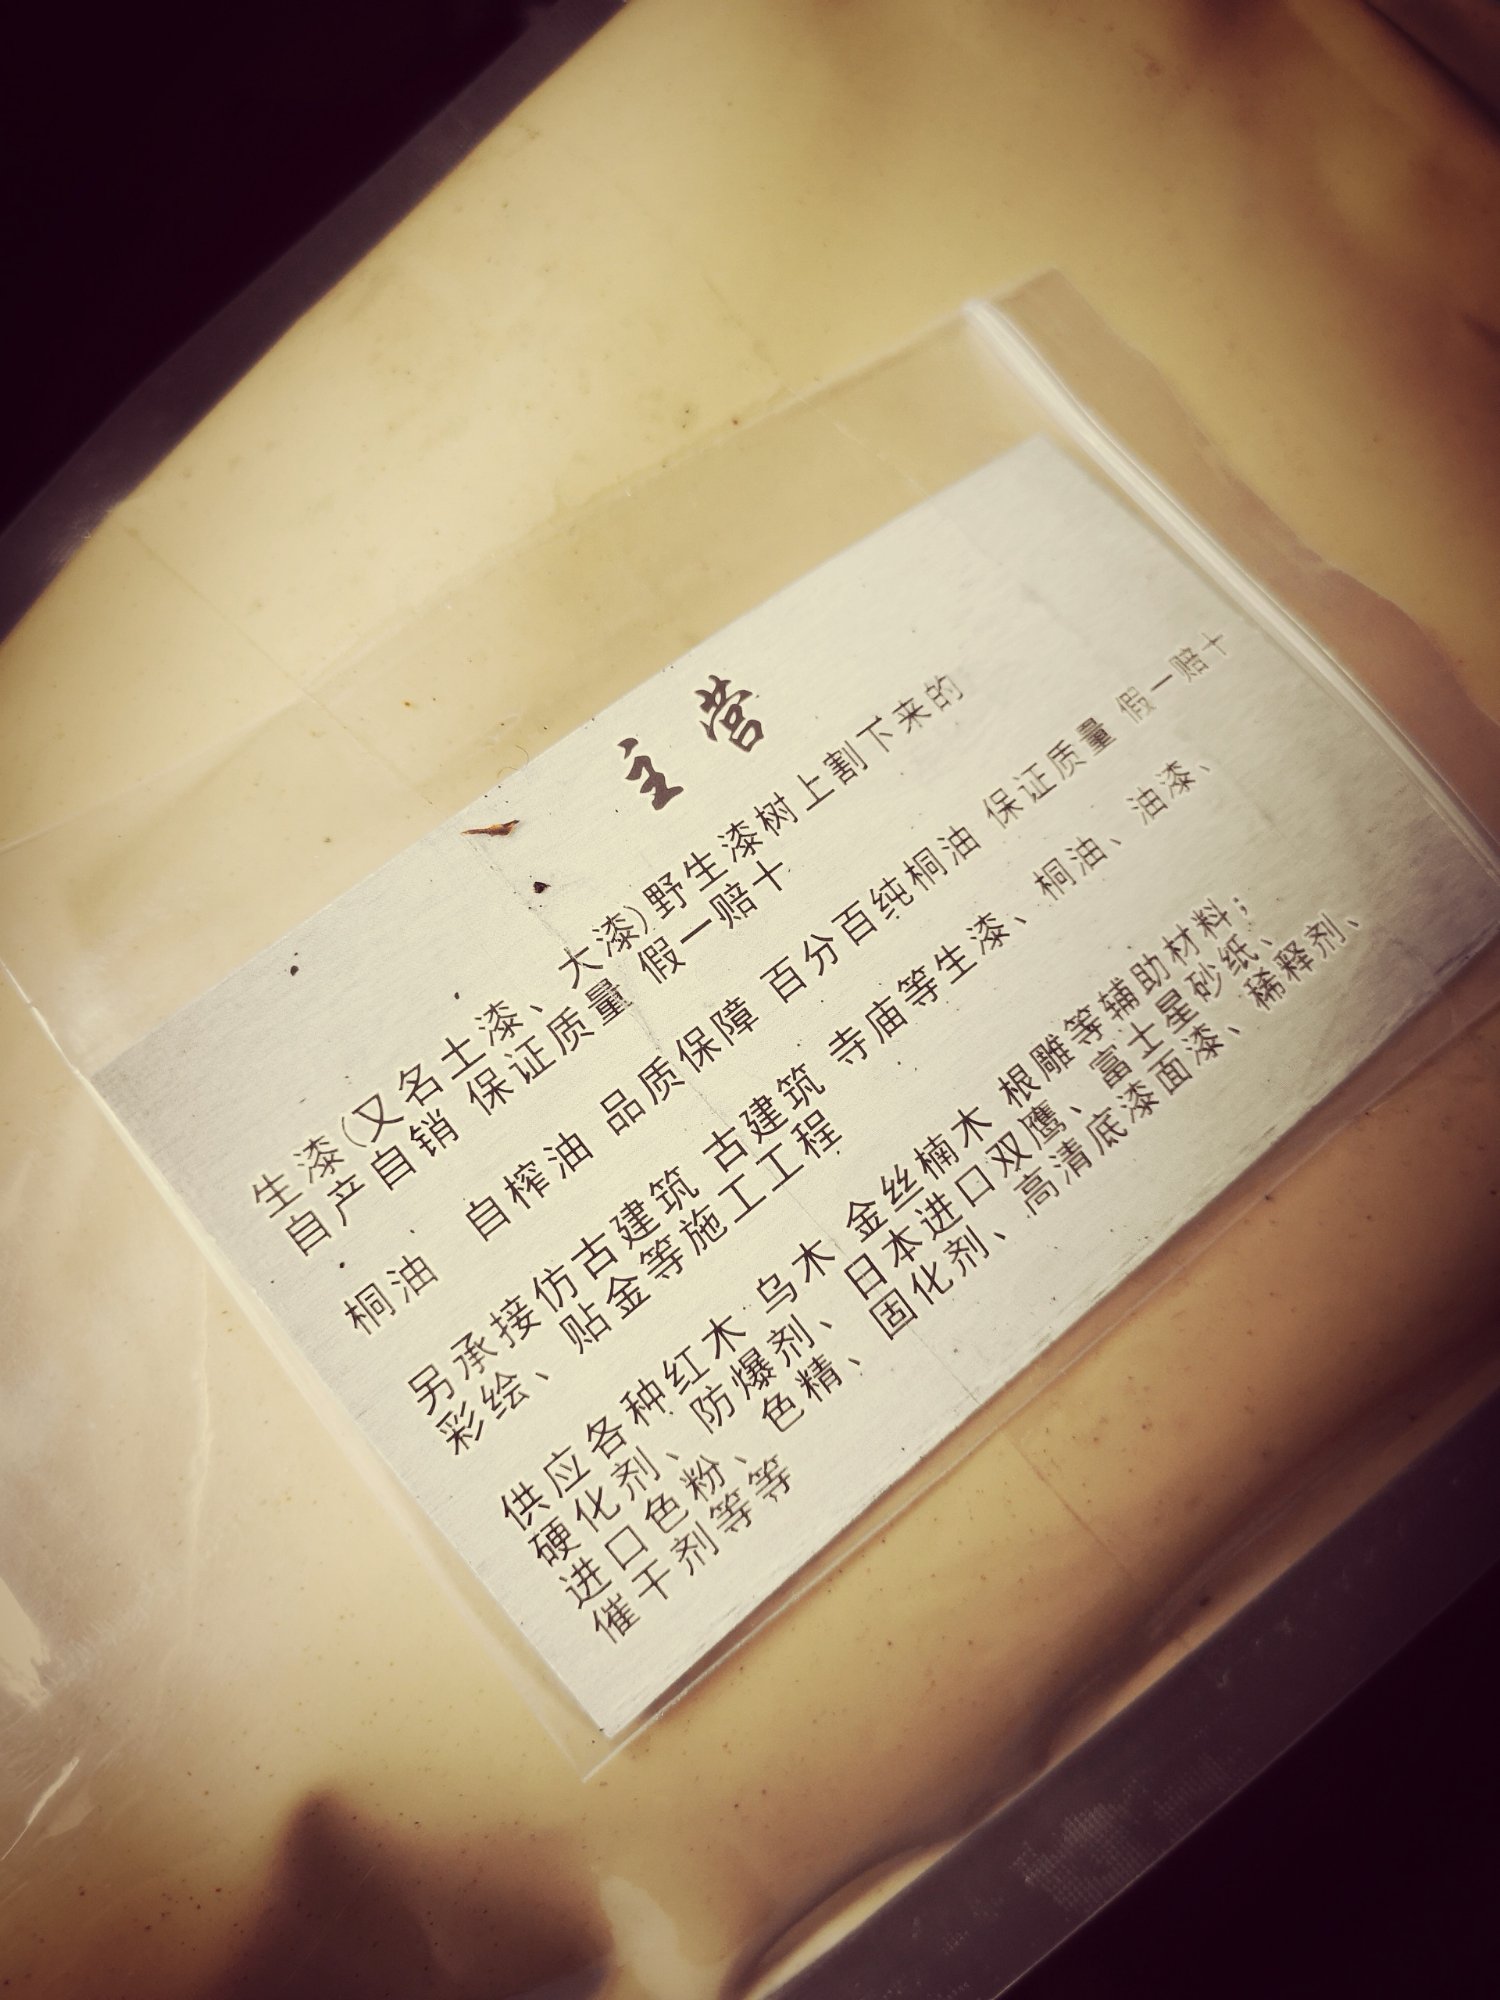 主营
生漆(又名土漆、大漆)野生漆树上割下来的
自产自销 保证质量 假一赔十
桐油 自榨油 品质保障 百分百纯桐油 保证质量 假一赔十
另承接仿古建筑 古建筑 寺庙等生漆、桐油、油漆、
彩绘、贴金等施工工程
供应各种红木 乌木 金丝楠木 根雕等辅助材料;
硬化剂、防爆剂、日本进口双鹰、富士星砂纸、
进口色粉、色精、固化剂、高清底漆面漆、稀释剂、
催干剂等等